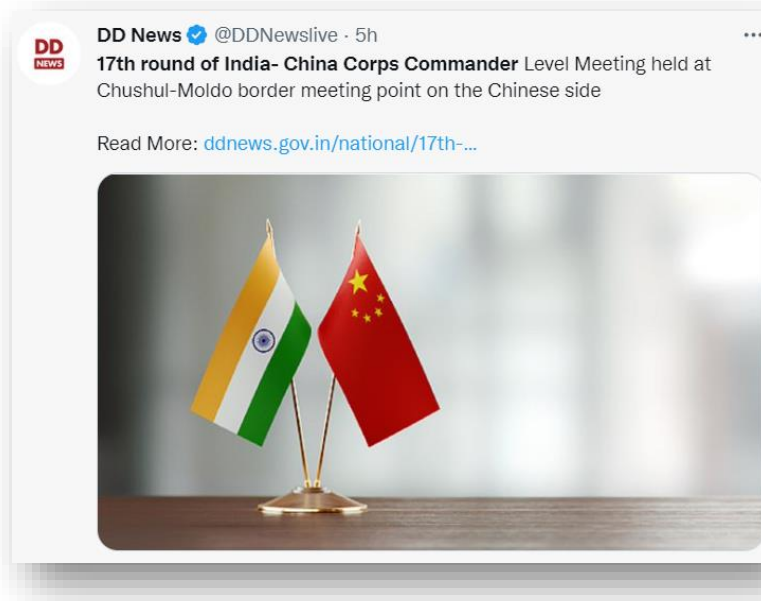 DD
NEWS
DD News @DDNewslive · 5h
17th round of India- China Corps Commander Level Meeting held at
Chushul-Moldo border meeting point on the Chinese side
Read More: ddnews.gov.in/national/17th-...